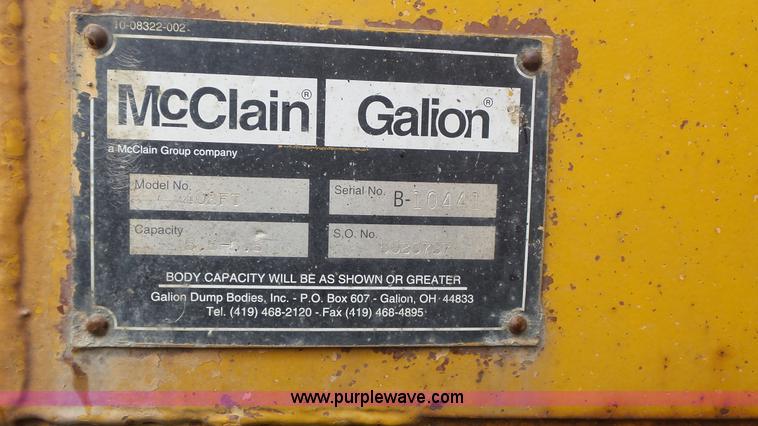 10-08322-002
McClain® Galion®
a McClain Group company
Model No. Serial No. B-
Capacity S.O. No.
BODY CAPACITY WILL BE AS SHOWN OR GREATER
Galion Dump Bodies, Inc. - P.O. Box 607 - Galion, OH 44833
Tel. (419) 468-2120 - Fax (419) 468-4895
www.purplewave.com